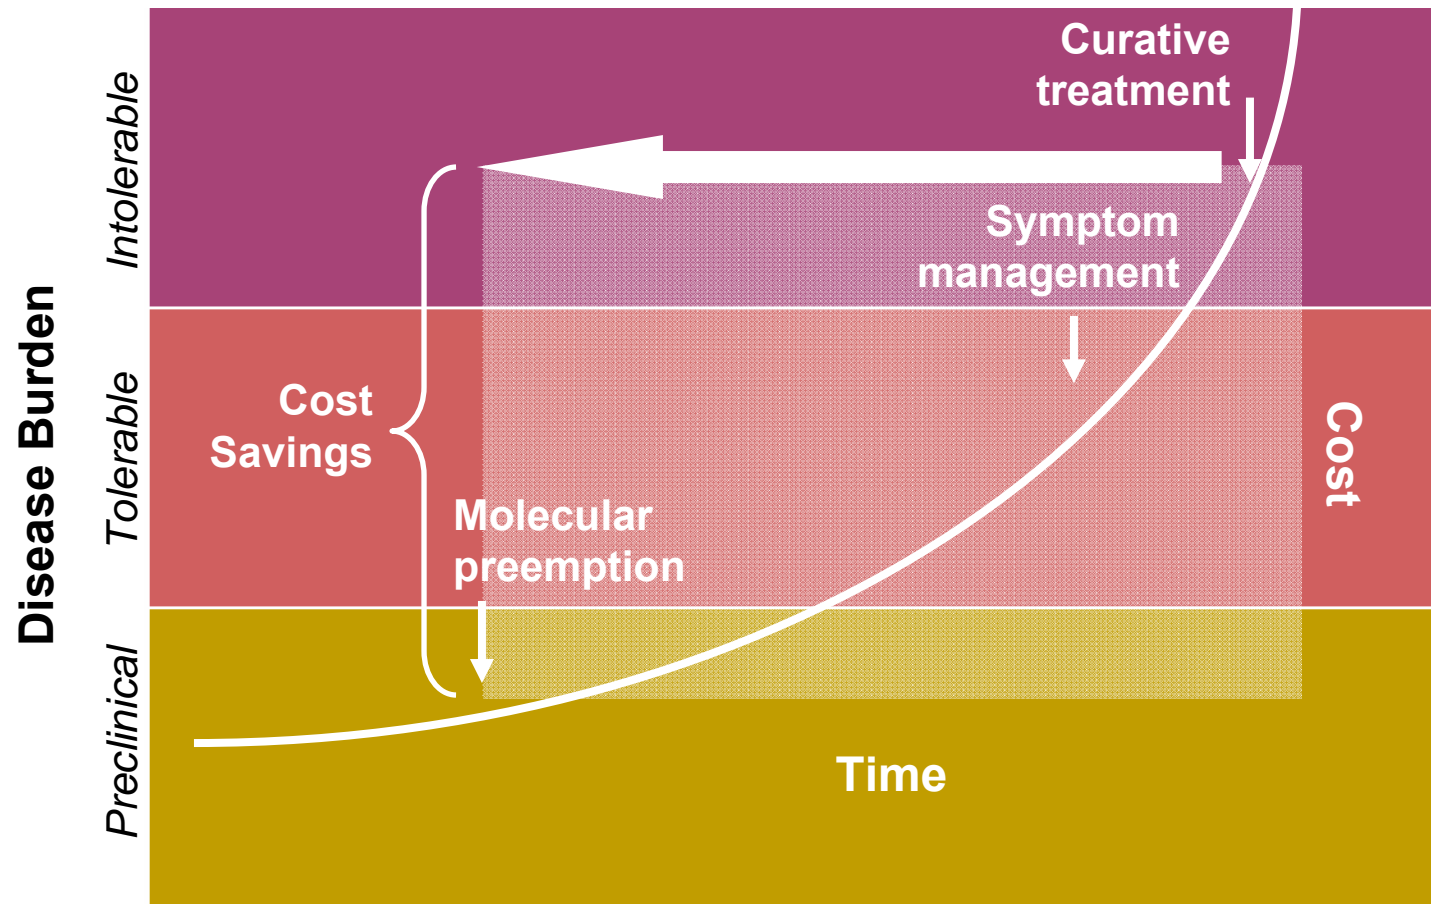 Disease Burden
Intolerable
Tolerable
Preclinical
Curative
treatment
Symptom
management
Cost
Savings
Molecular
preemption
Cost
Time